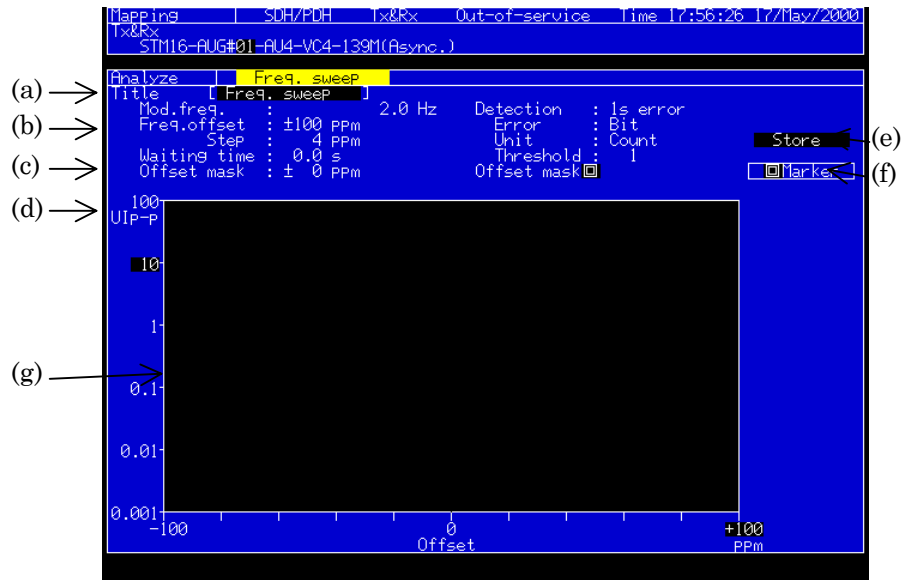 Mapping SDH/PDH Tx&Rx Out-of-service Time 17:56:26 17/May/2000
Tx&Rx
STM16-AUG#01-AU4-VC4-139M(Async.)
Analyze Freq. sweep
(a) Title [ Freq. sweep ]
Mod.freq. : 2.0 Hz Detection : 1s error
(b) Freq.offset : ±100 ppm Error : Bit
Step : 4 ppm Unit : Count Store (e)
(c) Waiting time : 0.0 s Threshold : 1
Offset mask : ± 0 ppm Offset mask Marker (f)
(d) 100
UIp-p
10
1
(g)
0.1
0.01
0.001
-100 0 +100
Offset ppm